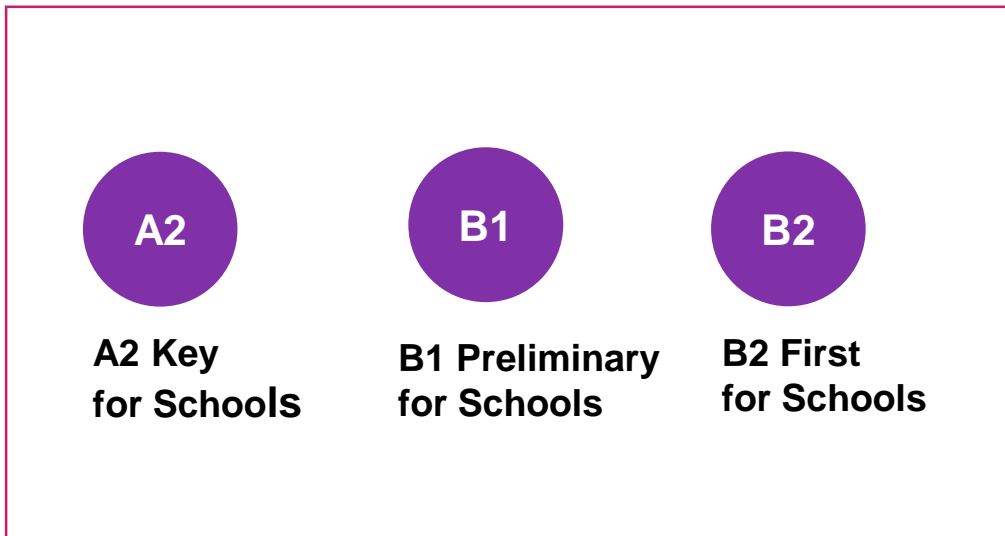 A2
B1
B2
A2 Key
for Schools
B1 Preliminary
for Schools
B2 First
for Schools